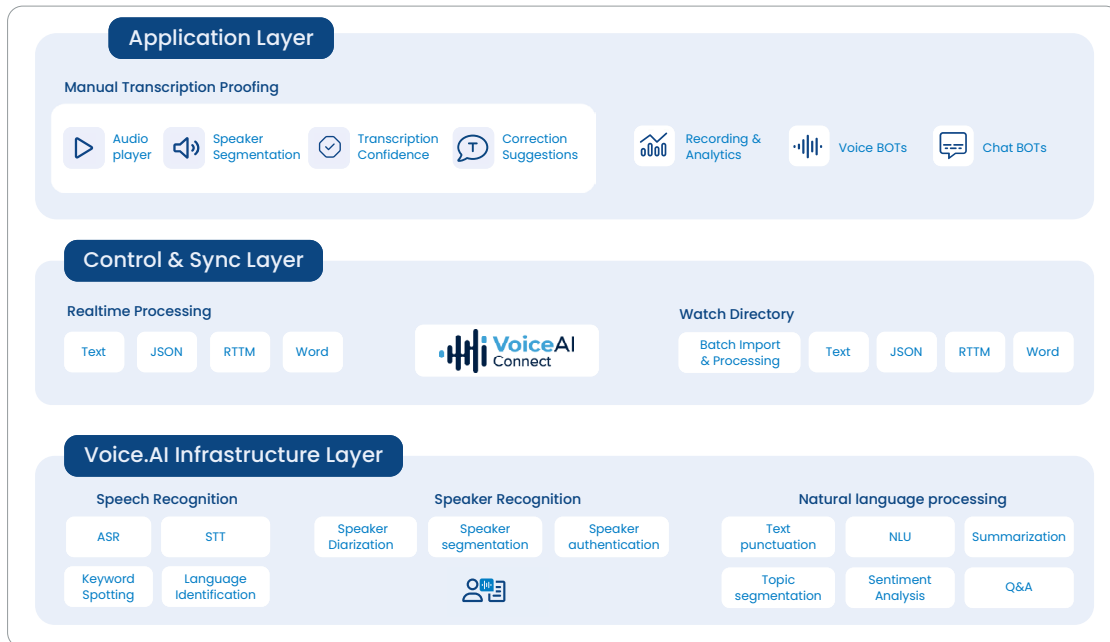 Application Layer
Manual Transcription Proofing
Audio
player
Speaker
Segmentation
Transcription
Confidence
T
Correction
Suggestions
Recording &
Analytics
Voice BOTs
Chat BOTs
Control & Sync Layer
Realtime Processing
Text
JSON
RTTM
Word
VoiceAI
Connect
Watch Directory
Batch Import
& Processing
Text
JSON
RTTM
Word
Voice.AI Infrastructure Layer
Speech Recognition
ASR
STT
Keyword
Spotting
Language
Identification
Speaker Recognition
Speaker
Diarization
Speaker
segmentation
Speaker
authentication
Natural language processing
Text
punctuation
NLU
Summarization
Topic
segmentation
Sentiment
Analysis
Q&A